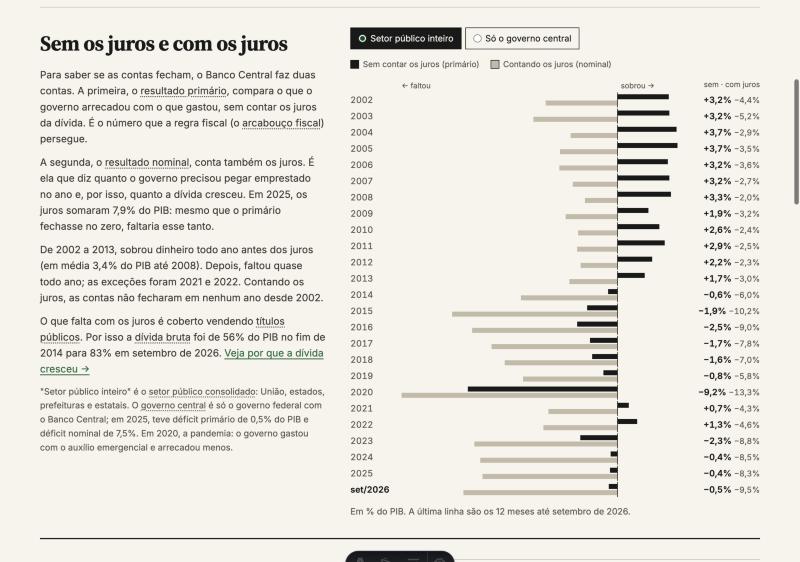 Sem os juros e com os juros
Para saber se as contas fecham, o Banco Central faz duas
contas. A primeira, o resultado primário, compara o que o
governo arrecadou com o que gastou, sem contar os juros
da dívida. É o número que a regra fiscal (o arcabouço fiscal)
persegue.
A segunda, o resultado nominal, conta também os juros. É
ela que diz quanto o governo precisou pegar emprestado
no ano e, por isso, quanto a dívida cresceu. Em 2025, os
juros somaram 7,9% do PIB: mesmo que o primário
fechasse no zero, faltaria esse tanto.
De 2002 a 2013, sobrou dinheiro todo ano antes dos juros
(em média 3,4% do PIB até 2008). Depois, faltou quase
todo ano; as exceções foram 2021 e 2022. Contando os
juros, as contas não fecharam em nenhum ano desde 2002.
O que falta com os juros é coberto vendendo títulos
públicos. Por isso a dívida bruta foi de 56% do PIB no fim de
2014 para 83% em setembro de 2026. Veja por que a dívida
cresceu →
"Setor público inteiro" é o setor público consolidado: União, estados,
prefeituras e estatais. O governo central é só o governo federal com
o Banco Central; em 2025, teve déficit primário de 0,5% do PIB e
déficit nominal de 7,5%. Em 2020, a pandemia: o governo gastou
com o auxílio emergencial e arrecadou menos.
Setor público inteiro
Só o governo central
Sem contar os juros (primário)
Contando os juros (nominal)
← faltou
sobrou →
sem · com juros
2002 +3,2% −4,4%
2003 +3,2% −5,2%
2004 +3,7% −2,9%
2005 +3,7% −3,5%
2006 +3,2% −3,6%
2007 +3,2% −2,7%
2008 +3,3% −2,0%
2009 +1,9% −3,2%
2010 +2,6% −2,4%
2011 +2,9% −2,5%
2012 +2,2% −2,3%
2013 +1,7% −3,0%
2014 −0,6% −6,0%
2015 −1,9% −10,2%
2016 −2,5% −9,0%
2017 −1,7% −7,8%
2018 −1,6% −7,0%
2019 −0,8% −5,8%
2020 −9,2% −13,3%
2021 +0,7% −4,3%
2022 +1,3% −4,6%
2023 −2,3% −8,8%
2024 −0,4% −8,5%
2025 −0,4% −8,3%
set/2026 −0,5% −9,5%
Em % do PIB. A última linha são os 12 meses até setembro de 2026.